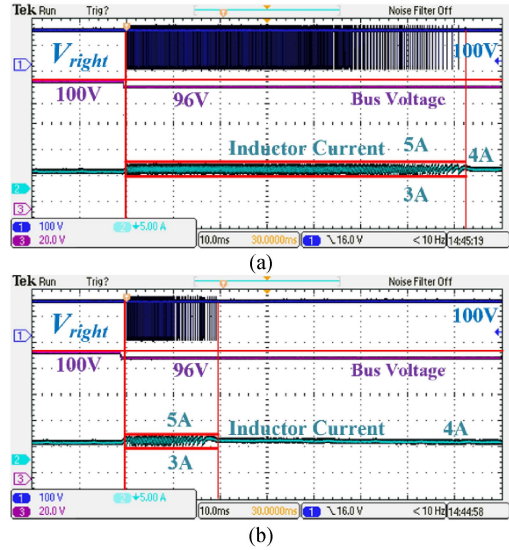 Tek Run Trig? Noise Filter Off
1 Vright 100V
100V 96V Bus Voltage
Inductor Current 5A 4A
2 3A
3
1 100 V 2 5.00 A
3 20.0 V 10.0ms 30.0000ms 1 16.0 V <10 Hz 14:45:19
(a)
Tek Run Trig? Noise Filter Off
1 Vright 100V
100V 96V Bus Voltage
5A Inductor Current 4A
2 3A
3
1 100 V 2 5.00 A
3 20.0 V 10.0ms 30.0000ms 1 16.0 V <10 Hz 14:44:58
(b)